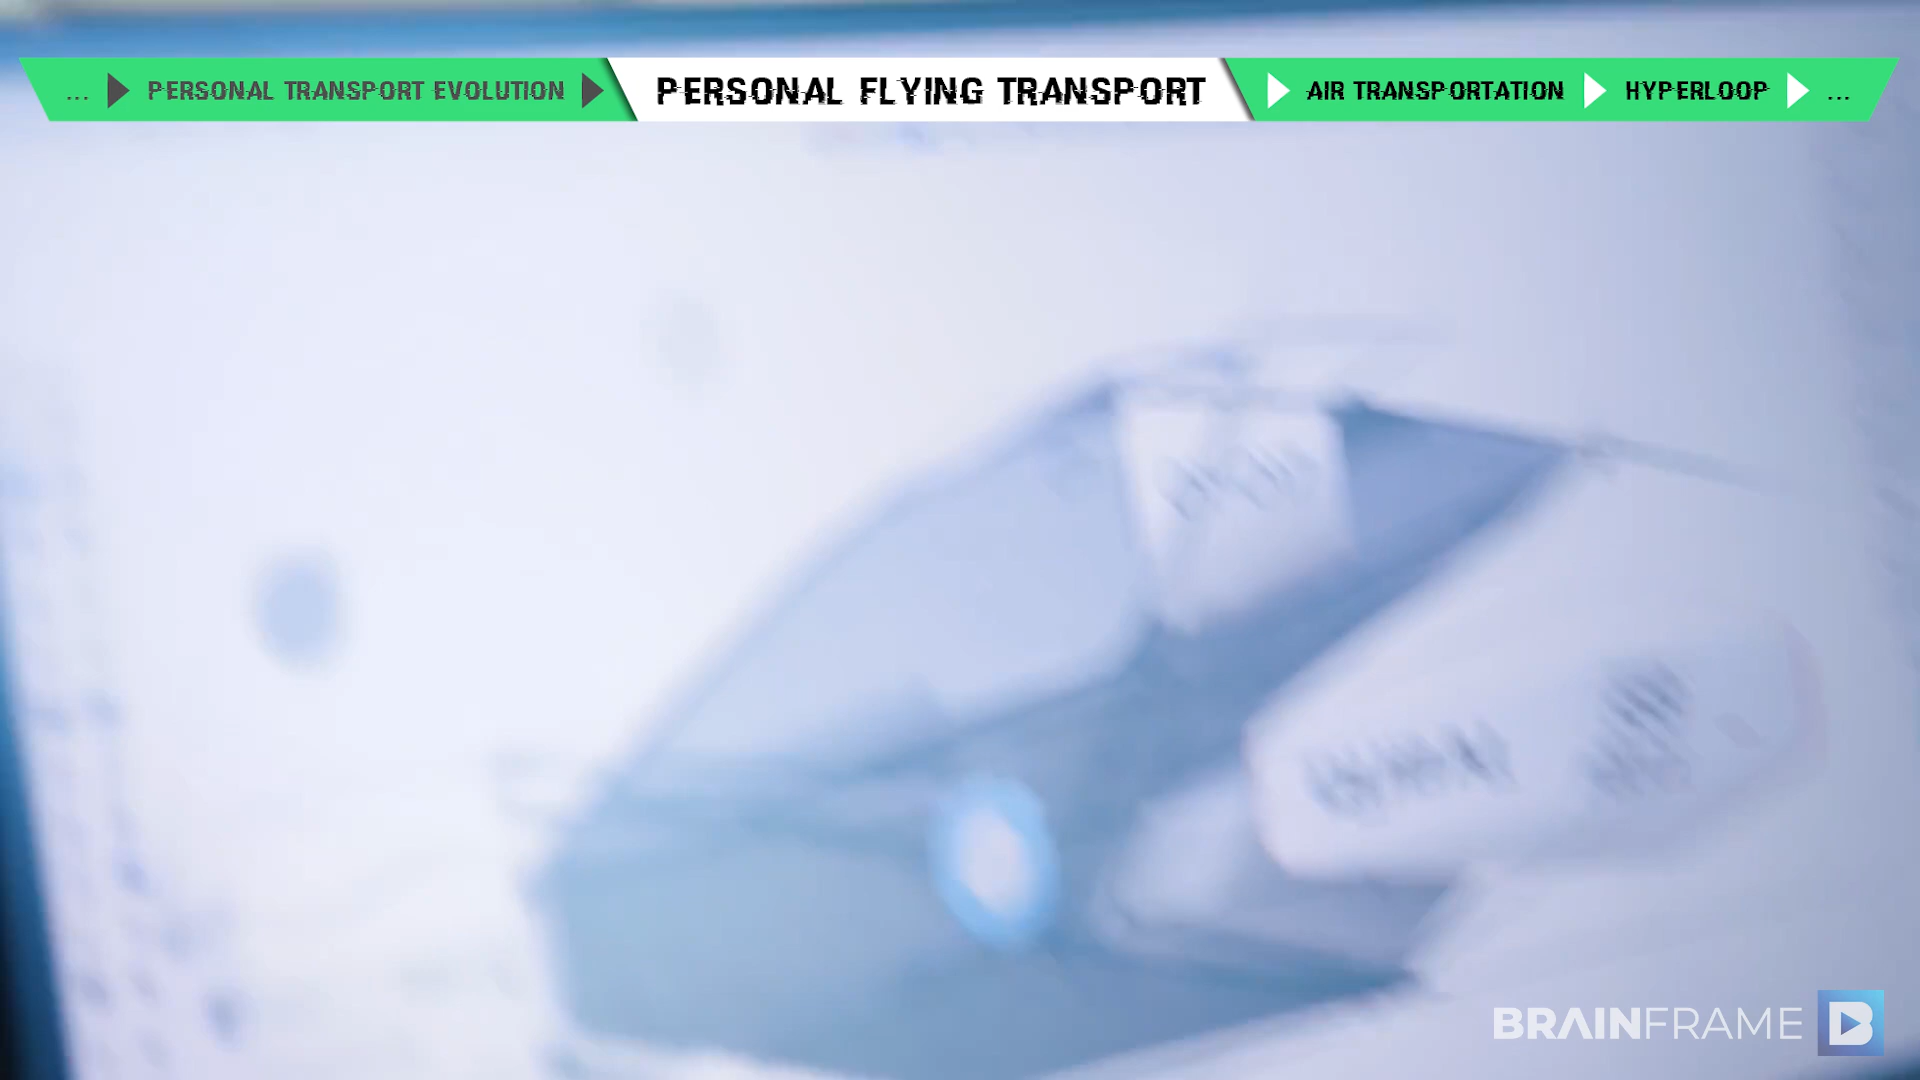 ... PERSONAL TRANSPORT EVOLUTION PERSONAL FLYING TRANSPORT AIR TRANSPORTATION HYPERLOOP ...
BRAINFRAME